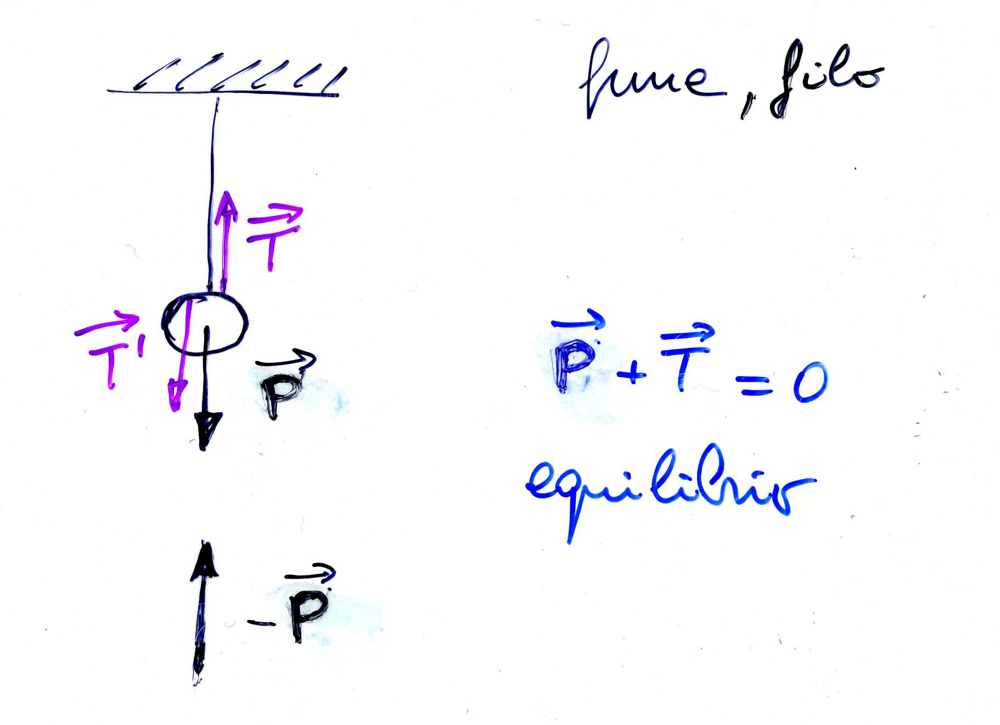 fune, filo
T⃗
T⃗'
P⃗
P⃗ + T⃗ = 0
equilibrio
- P⃗